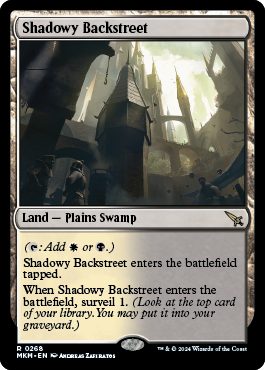 Shadowy Backstreet
Land — Plains Swamp
(: Add or .)
Shadowy Backstreet enters the battlefield
tapped.
When Shadowy Backstreet enters the
battlefield, surveil 1. (Look at the top card
of your library. You may put it into your
graveyard.)
R 0268
MKM • EN Andreas Zafiratos
™ & © 2024 Wizards of the Coast